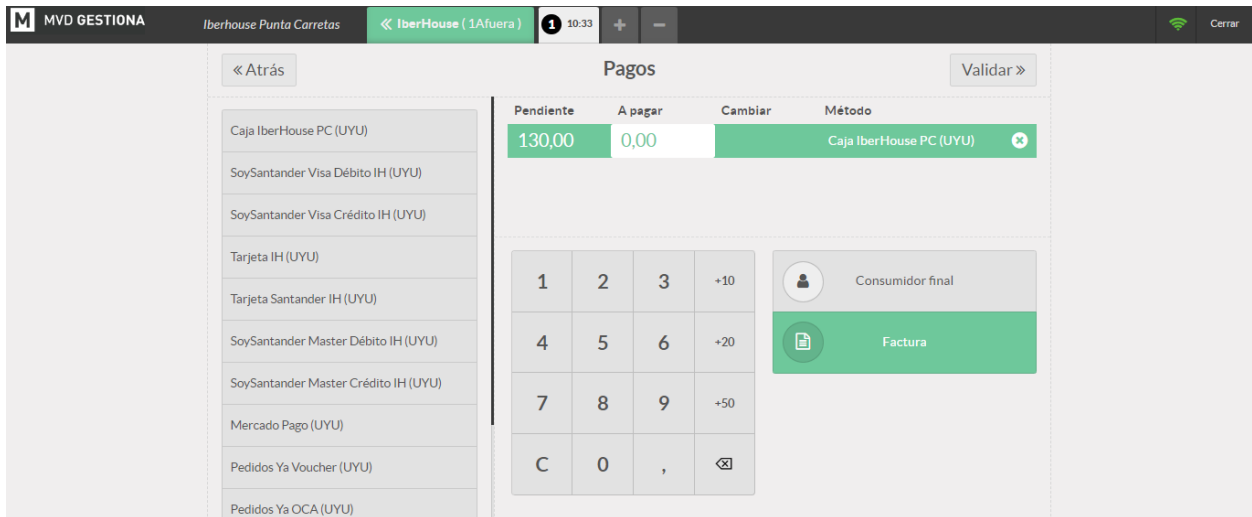 M MVD GESTIONA
Iberhouse Punta Carretas
« IberHouse ( 1Afuera )
1 10:33
+ −
Cerrar
« Atrás
Pagos
Validar »
Caja IberHouse PC (UYU)
SoySantander Visa Débito IH (UYU)
SoySantander Visa Crédito IH (UYU)
Tarjeta IH (UYU)
Tarjeta Santander IH (UYU)
SoySantander Master Débito IH (UYU)
SoySantander Master Crédito IH (UYU)
Mercado Pago (UYU)
Pedidos Ya Voucher (UYU)
Pedidos Ya OCA (UYU)
Pendiente A pagar Cambiar Método
130,00 0,00 Caja IberHouse PC (UYU)
1 2 3 +10
4 5 6 +20
7 8 9 +50
C 0 , ⌫
Consumidor final
Factura